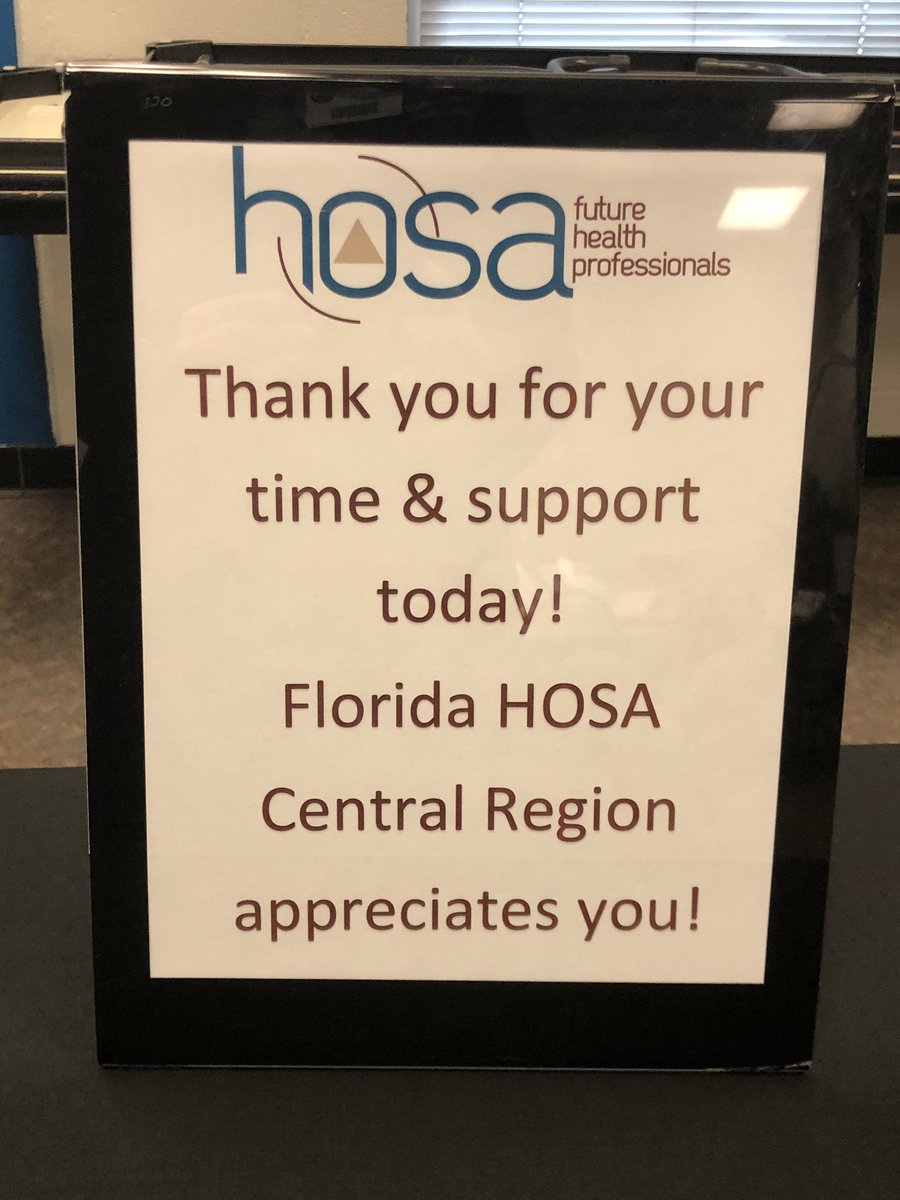 hosa
future
health
professionals
Thank you for your
time & support
today!
Florida HOSA
Central Region
appreciates you!